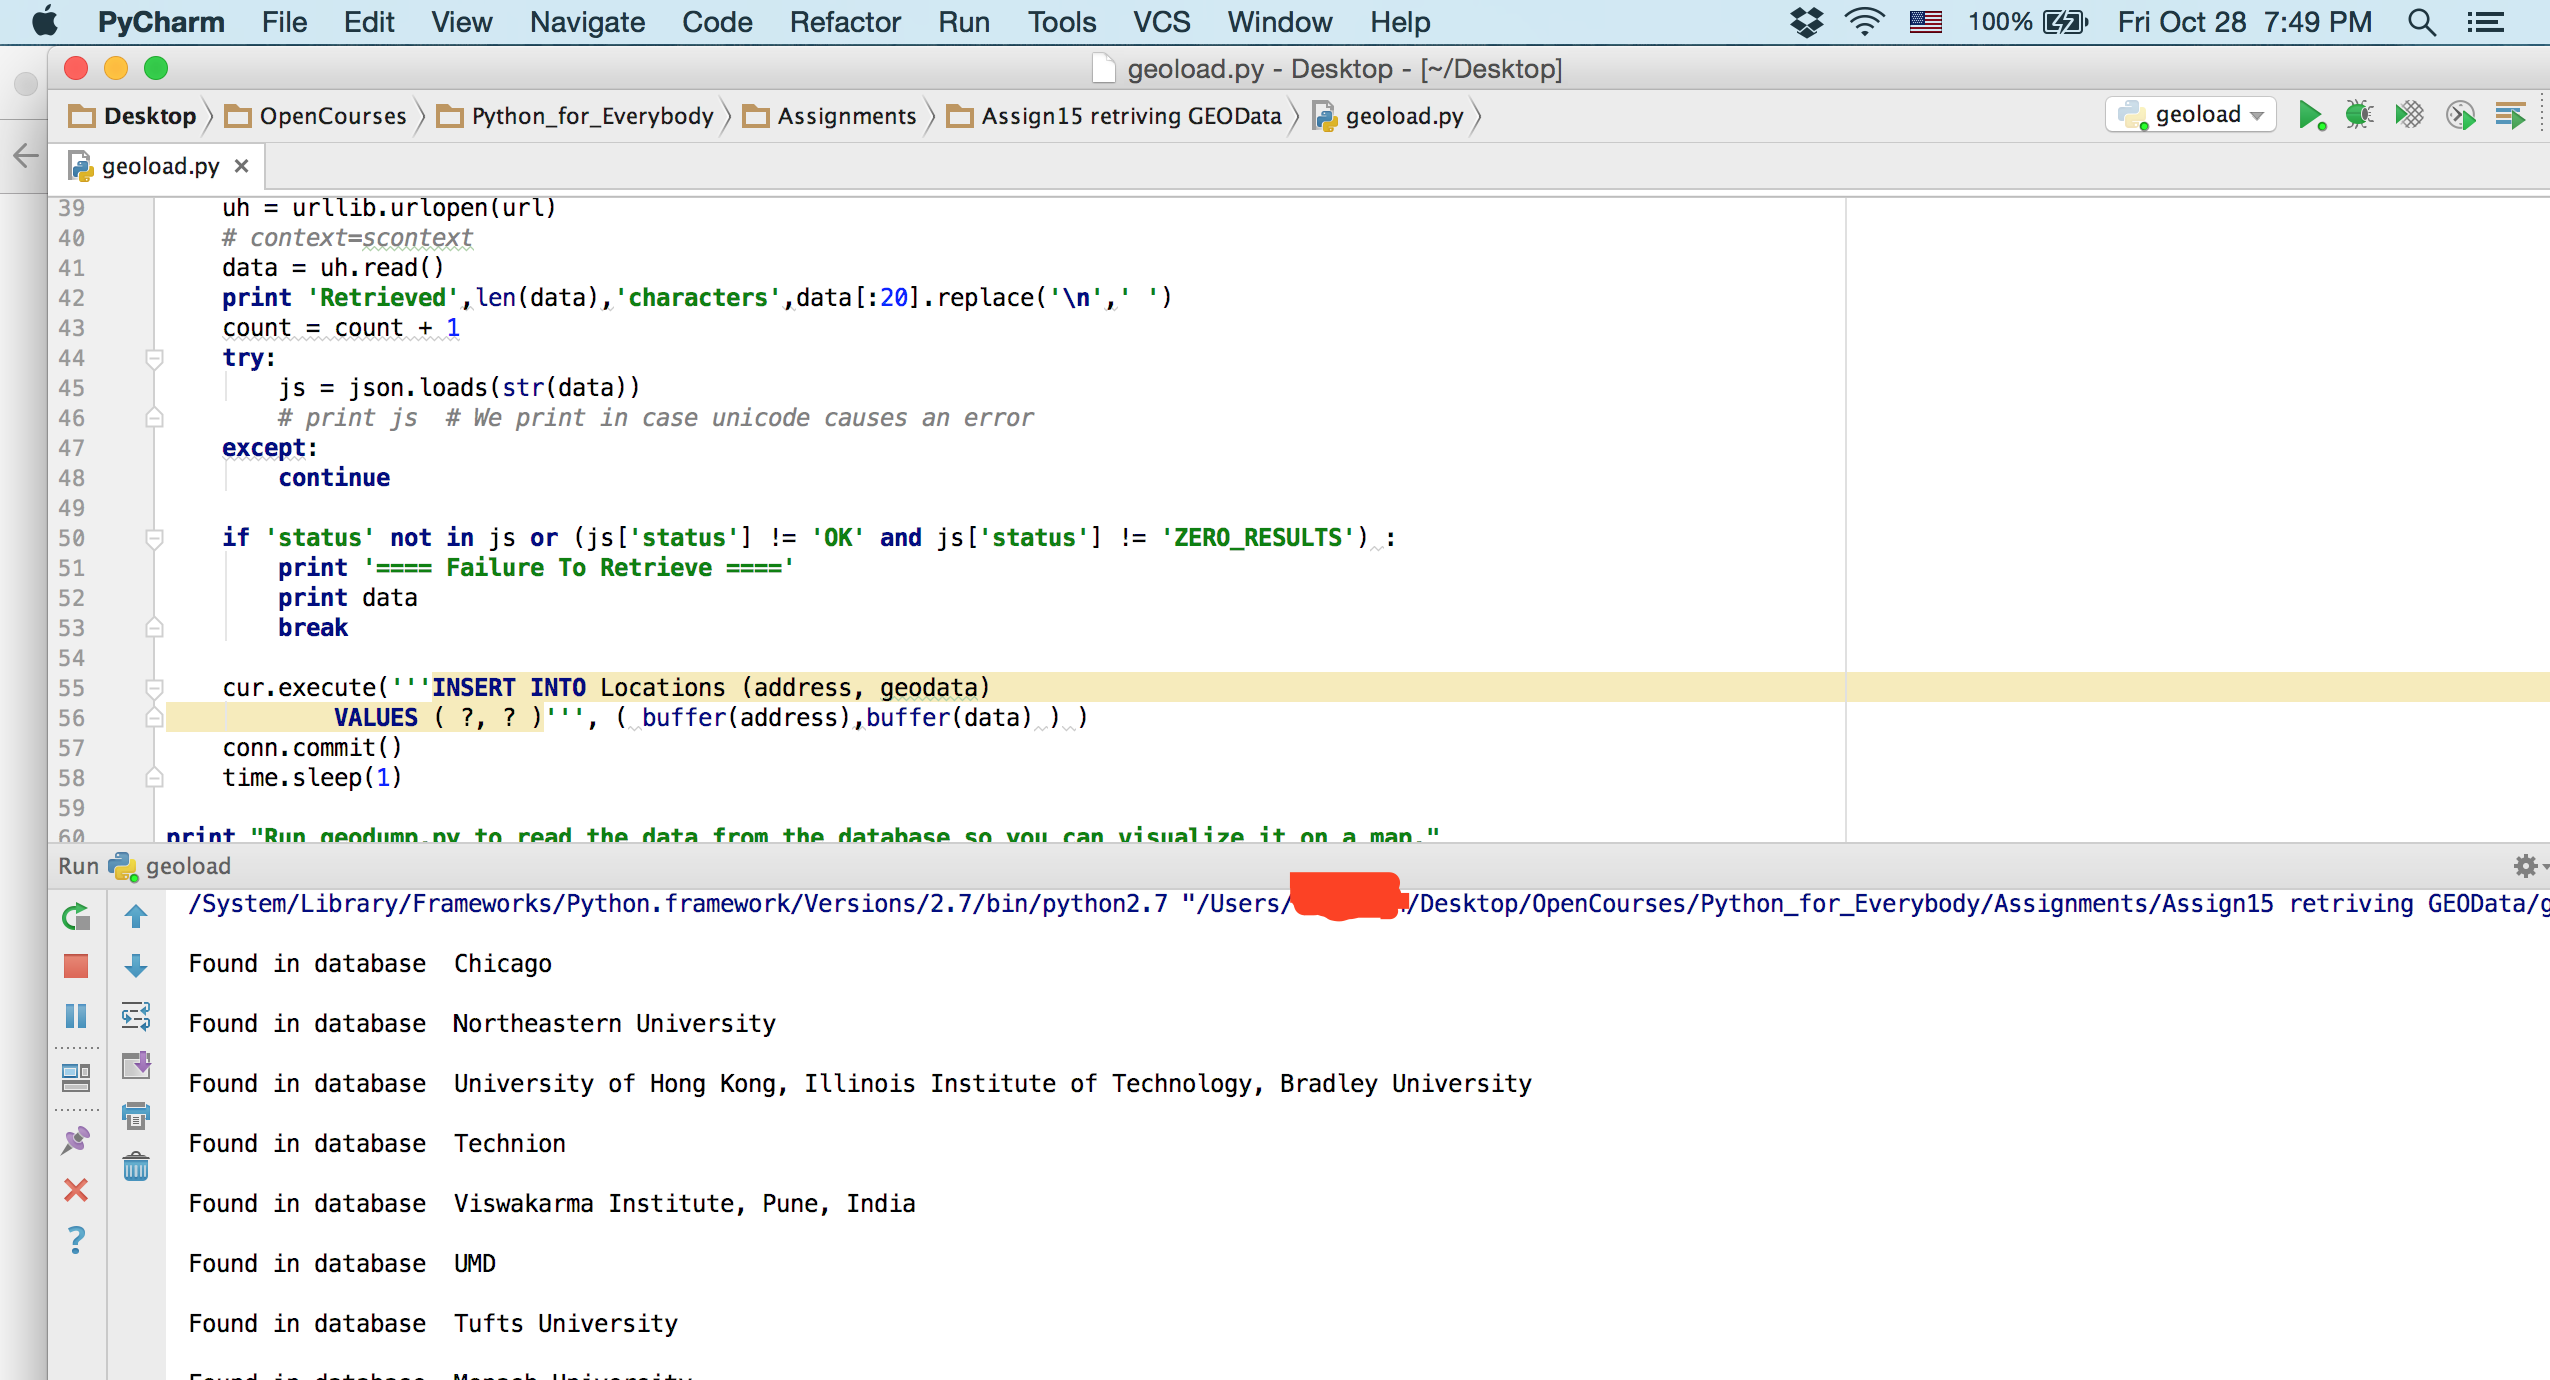 PyCharm File Edit View Navigate Code Refactor Run Tools VCS Window Help 100% Fri Oct 28 7:49 PM
geoload.py - Desktop - [~/Desktop]
Desktop OpenCourses Python_for_Everybody Assignments Assign15 retriving GEOData geoload.py geoload
geoload.py ×
39 uh = urllib.urlopen(url)
40 # context=scontext
41 data = uh.read()
42 print 'Retrieved',len(data),'characters',data[:20].replace('\n',' ')
43 count = count + 1
44 try:
45 js = json.loads(str(data))
46 # print js  # We print in case unicode causes an error
47 except:
48 continue
49
50 if 'status' not in js or (js['status'] != 'OK' and js['status'] != 'ZERO_RESULTS') :
51 print '==== Failure To Retrieve ===='
52 print data
53 break
54
55 cur.execute('''INSERT INTO Locations (address, geodata)
56 VALUES ( ?, ? )''', ( buffer(address),buffer(data) ) )
57 conn.commit()
58 time.sleep(1)
59
60 print "Run geodump.py to read the data from the database so you can visualize it on a map."
Run geoload
/System/Library/Frameworks/Python.framework/Versions/2.7/bin/python2.7 "/Users/ /Desktop/OpenCourses/Python_for_Everybody/Assignments/Assign15 retriving GEOData/g
Found in database  Chicago
Found in database  Northeastern University
Found in database  University of Hong Kong, Illinois Institute of Technology, Bradley University
Found in database  Technion
Found in database  Viswakarma Institute, Pune, India
Found in database  UMD
Found in database  Tufts University
Found in database  Monash University